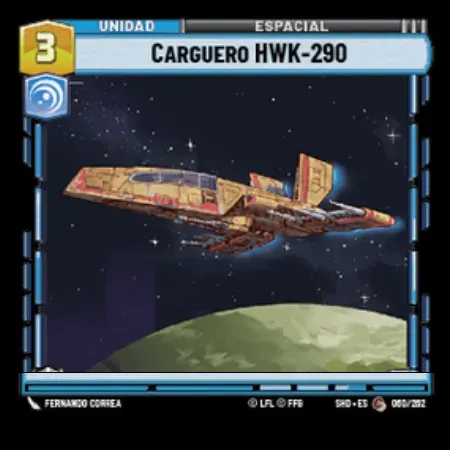 UNIDAD ESPACIAL
3 CARGUERO HWK-290
FERNANDO CORREA © LFL © FFG SHD • ES 060/262